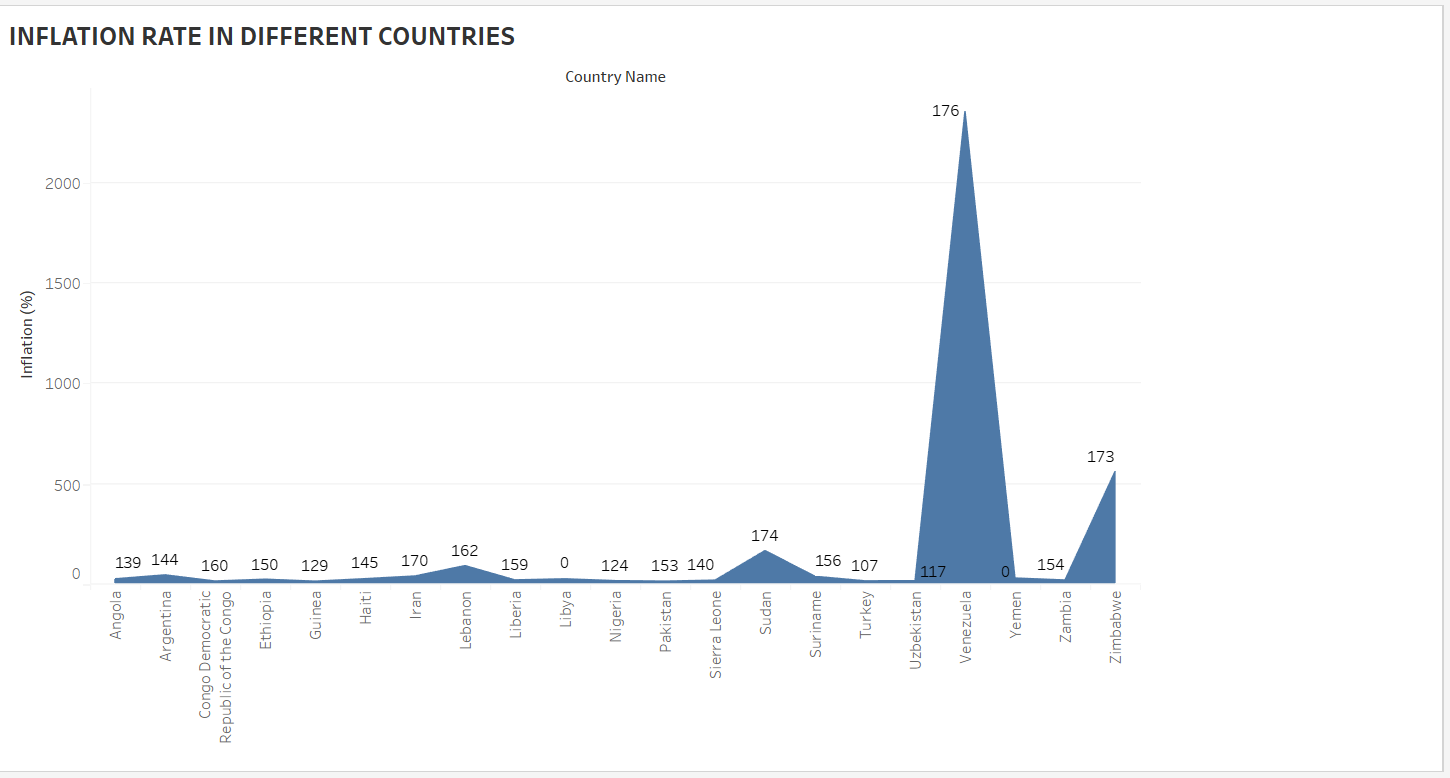 INFLATION RATE IN DIFFERENT COUNTRIES
Country Name
Inflation (%)
2000
1500
1000
500
0
139
144
160
150
129
145
170
162
159
0
124
153
140
174
156
107
117
176
0
154
173
Angola
Argentina
Congo Democratic
Republic of the Congo
Ethiopia
Guinea
Haiti
Iran
Lebanon
Liberia
Libya
Nigeria
Pakistan
Sierra Leone
Sudan
Suriname
Turkey
Uzbekistan
Venezuela
Yemen
Zambia
Zimbabwe